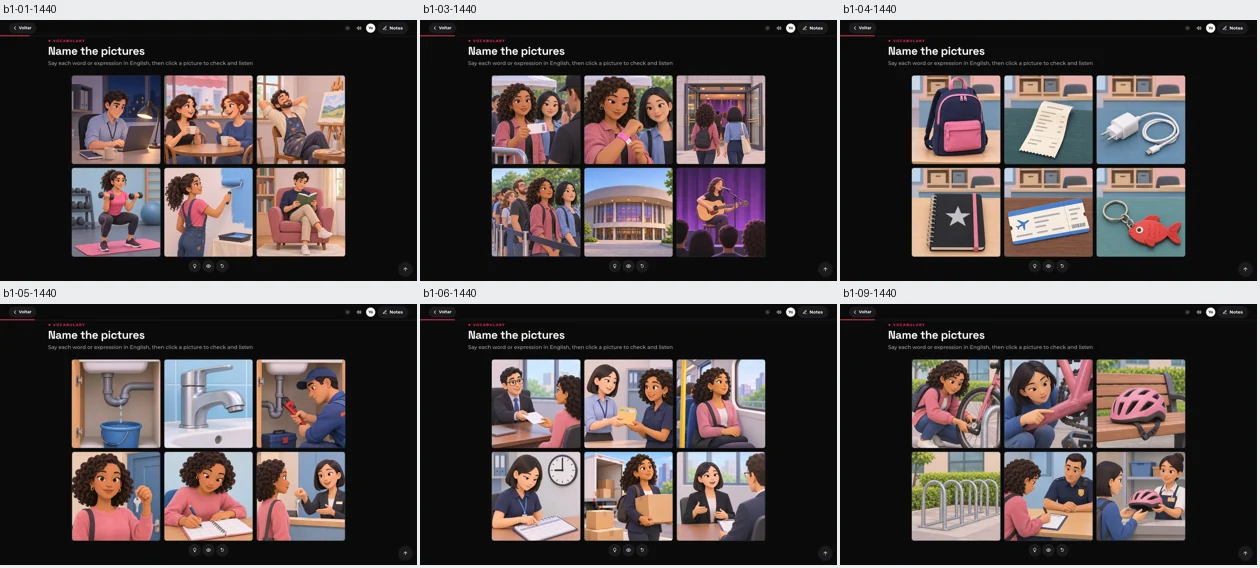 b1-01-1440
Voltar
Notes
VOCABULARY
Name the pictures
Say each word or expression in English, then click a picture to check and listen
b1-03-1440
Voltar
Notes
VOCABULARY
Name the pictures
Say each word or expression in English, then click a picture to check and listen
b1-04-1440
Voltar
Notes
VOCABULARY
Name the pictures
Say each word or expression in English, then click a picture to check and listen
b1-05-1440
Voltar
Notes
VOCABULARY
Name the pictures
Say each word or expression in English, then click a picture to check and listen
b1-06-1440
Voltar
Notes
VOCABULARY
Name the pictures
Say each word or expression in English, then click a picture to check and listen
b1-09-1440
Voltar
Notes
VOCABULARY
Name the pictures
Say each word or expression in English, then click a picture to check and listen